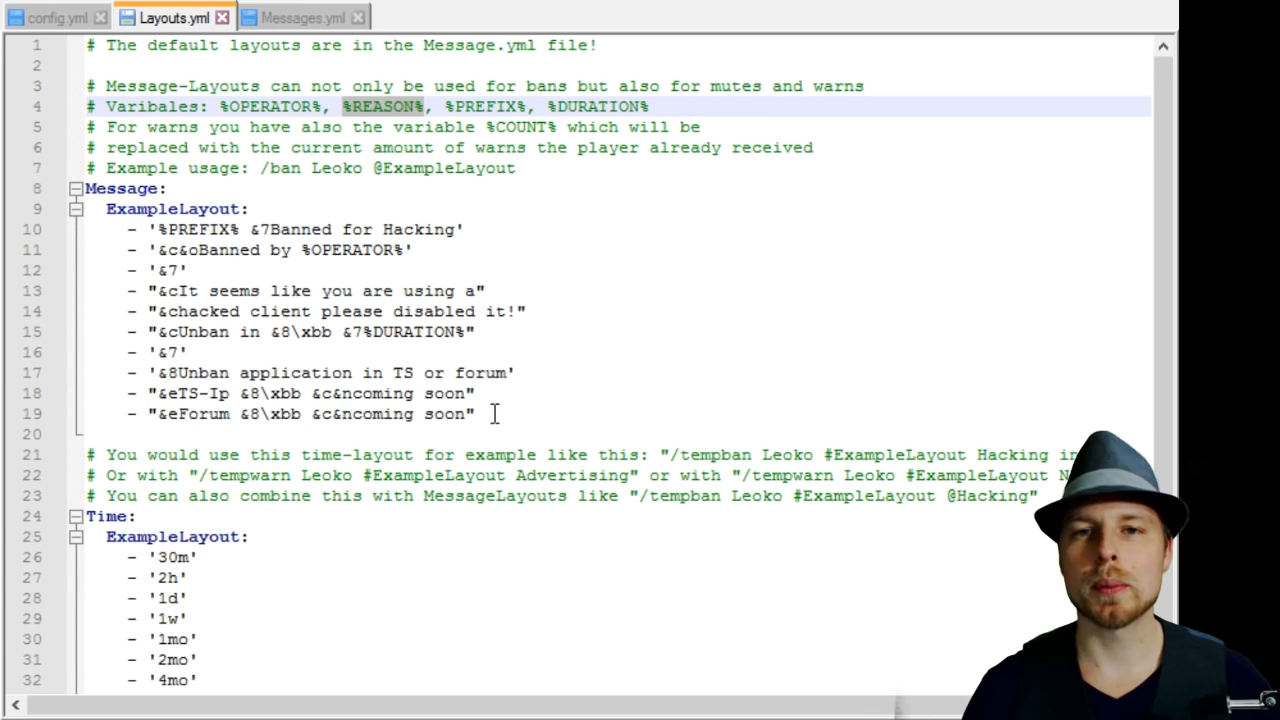 config.yml Layouts.yml Messages.yml
1 # The default layouts are in the Message.yml file!
2
3 # Message-Layouts can not only be used for bans but also for mutes and warns
4 # Varibales: %OPERATOR%, %REASON%, %PREFIX%, %DURATION%
5 # For warns you have also the variable %COUNT% which will be
6 # replaced with the current amount of warns the player already received
7 # Example usage: /ban Leoko @ExampleLayout
8 Message:
9 ExampleLayout:
10 - '%PREFIX% &7Banned for Hacking'
11 - '&c&oBanned by %OPERATOR%'
12 - '&7'
13 - "&cIt seems like you are using a"
14 - "&chacked client please disabled it!"
15 - "&cUnban in &8\xbb &7%DURATION%"
16 - '&7'
17 - '&8Unban application in TS or forum'
18 - "&eTS-Ip &8\xbb &c&ncoming soon"
19 - "&eForum &8\xbb &c&ncoming soon"
20
21 # You would use this time-layout for example like this: "/tempban Leoko #ExampleLayout Hacking in
22 # Or with "/tempwarn Leoko #ExampleLayout Advertising" or with "/tempwarn Leoko #ExampleLayout
23 # You can also combine this with MessageLayouts like "/tempban Leoko #ExampleLayout @Hacking"
24 Time:
25 ExampleLayout:
26 - '30m'
27 - '2h'
28 - '1d'
29 - '1w'
30 - '1mo'
31 - '2mo'
32 - '4mo'